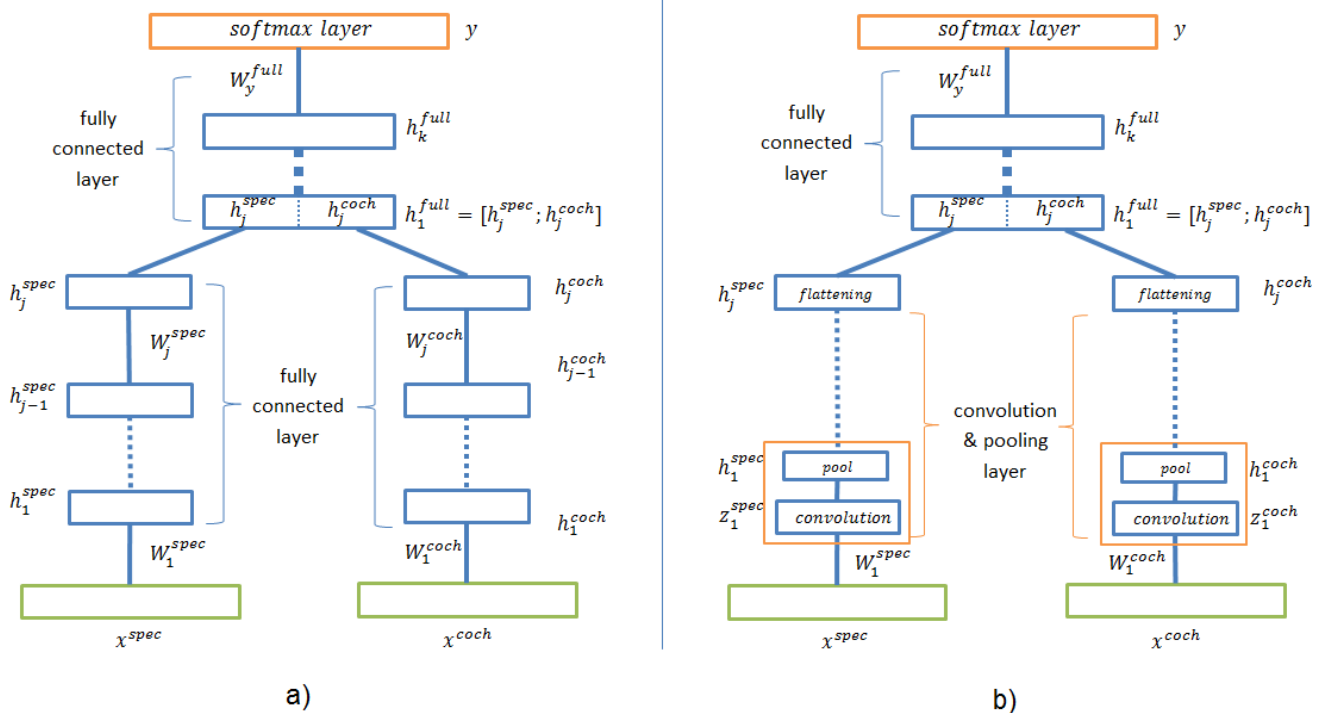 softmax layer y
W_y^{full}
fully
connected
layer
h_k^{full}
h_j^{spec} h_j^{coch} h_1^{full} = [h_j^{spec}; h_j^{coch}]
h_j^{spec} h_j^{coch}
W_j^{spec} W_j^{coch}
h_{j-1}^{spec} h_{j-1}^{coch}
fully
connected
layer
h_1^{spec} h_1^{coch}
W_1^{spec} W_1^{coch}
x^{spec} x^{coch}
a)
softmax layer y
W_y^{full}
fully
connected
layer
h_k^{full}
h_j^{spec} h_j^{coch} h_1^{full} = [h_j^{spec}; h_j^{coch}]
h_j^{spec} flattening flattening h_j^{coch}
convolution
& pooling
layer
h_1^{spec} pool pool h_1^{coch}
z_1^{spec} convolution convolution z_1^{coch}
W_1^{spec} W_1^{coch}
x^{spec} x^{coch}
b)